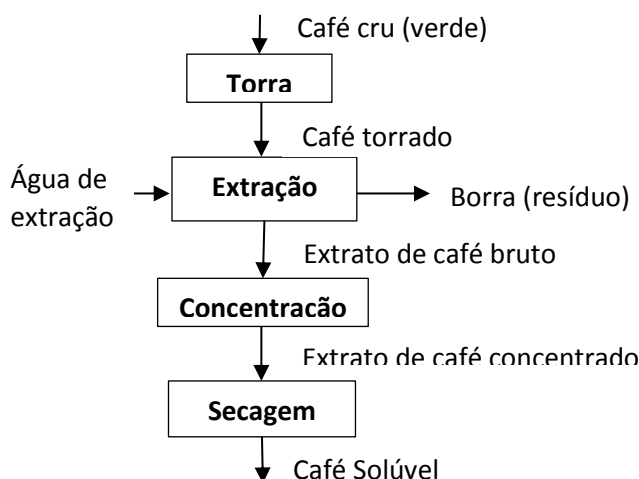 Café cru (verde)
Torra
Café torrado
Água de
extração
Extração
Borra (resíduo)
Extrato de café bruto
Concentracão
Extrato de café concentrado
Secagem
Café Solúvel